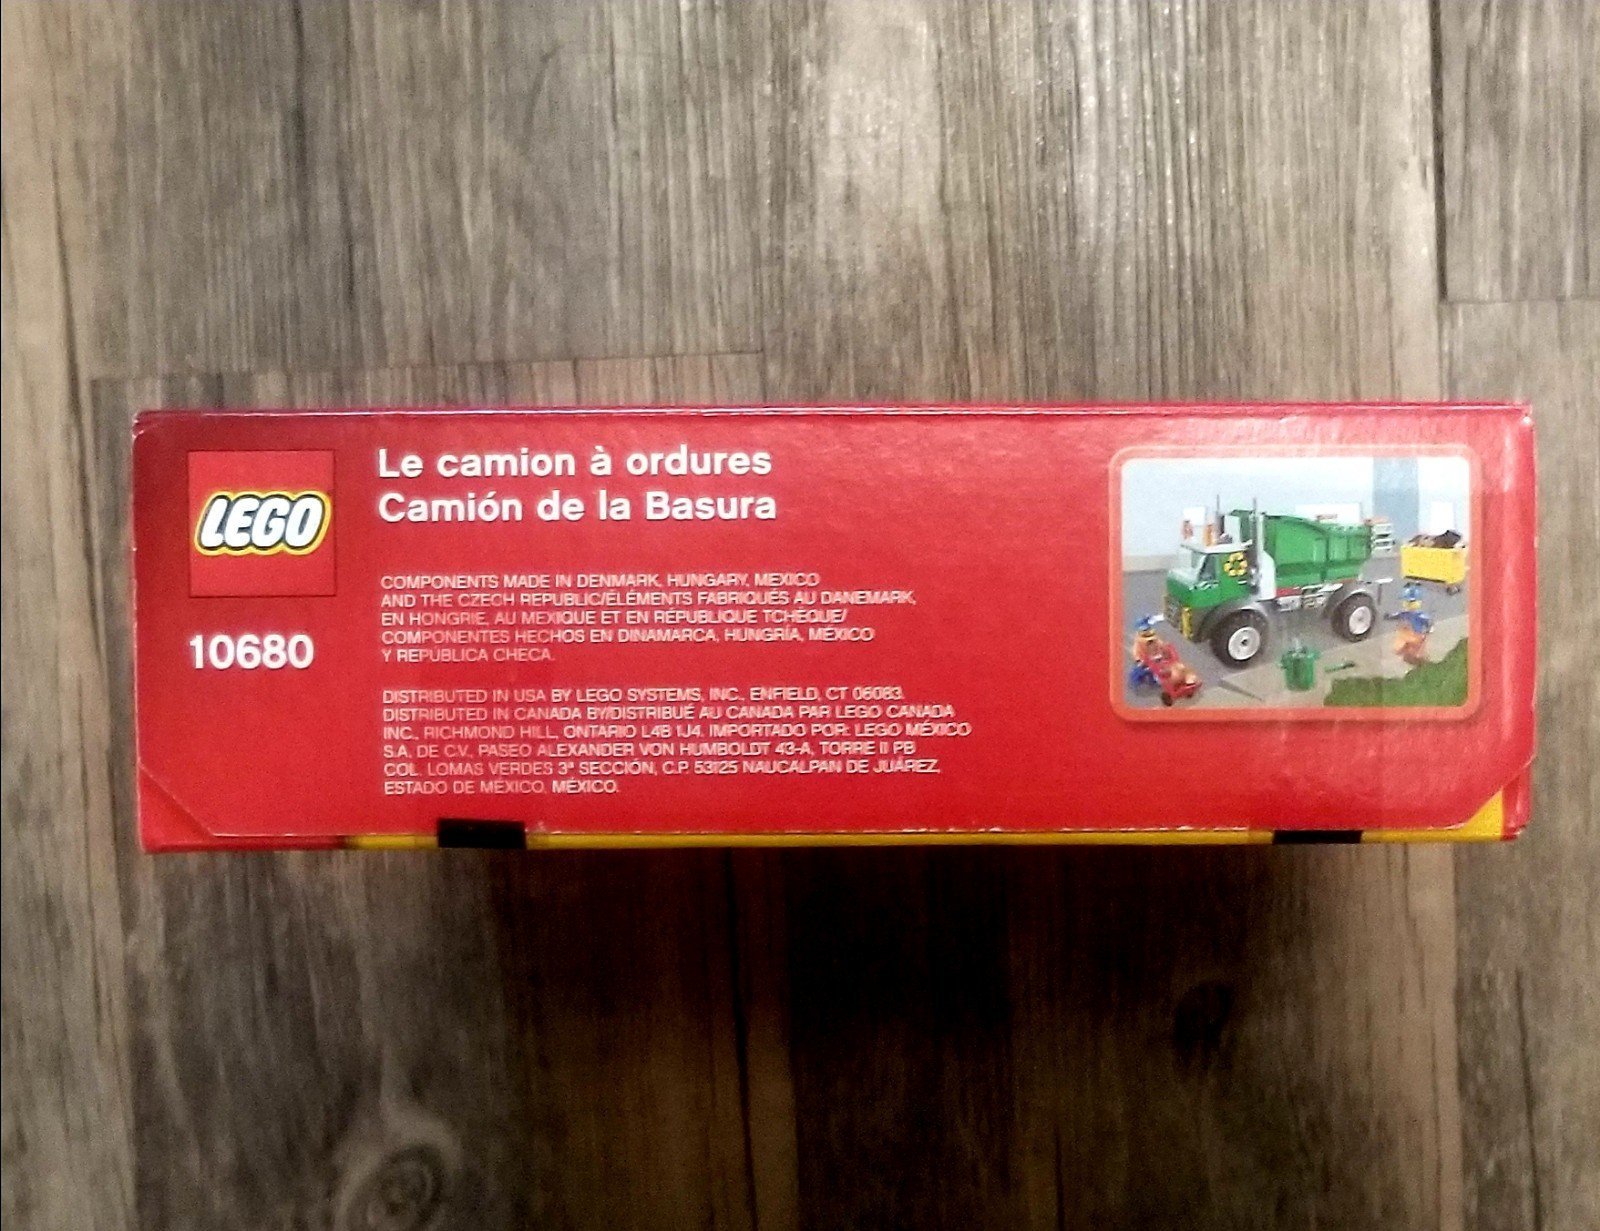 LEGO
10680
Le camion à ordures
Camión de la Basura
COMPONENTS MADE IN DENMARK, HUNGARY, MEXICO
AND THE CZECH REPUBLIC/ÉLÉMENTS FABRIQUÉS AU DANEMARK,
EN HONGRIE, AU MEXIQUE ET EN RÉPUBLIQUE TCHÈQUE/
COMPONENTES HECHOS EN DINAMARCA, HUNGRÍA, MÉXICO
Y REPÚBLICA CHECA.
DISTRIBUTED IN USA BY LEGO SYSTEMS, INC., ENFIELD, CT 06083.
DISTRIBUTED IN CANADA BY/DISTRIBUÉ AU CANADA PAR LEGO CANADA
INC., RICHMOND HILL, ONTARIO L4B 1J4. IMPORTADO POR: LEGO MÉXICO
S.A. DE C.V., PASEO ALEXANDER VON HUMBOLDT 43-A, TORRE II PB
COL. LOMAS VERDES 3ª SECCIÓN, C.P. 53125 NAUCALPAN DE JUÁREZ,
ESTADO DE MÉXICO, MÉXICO.